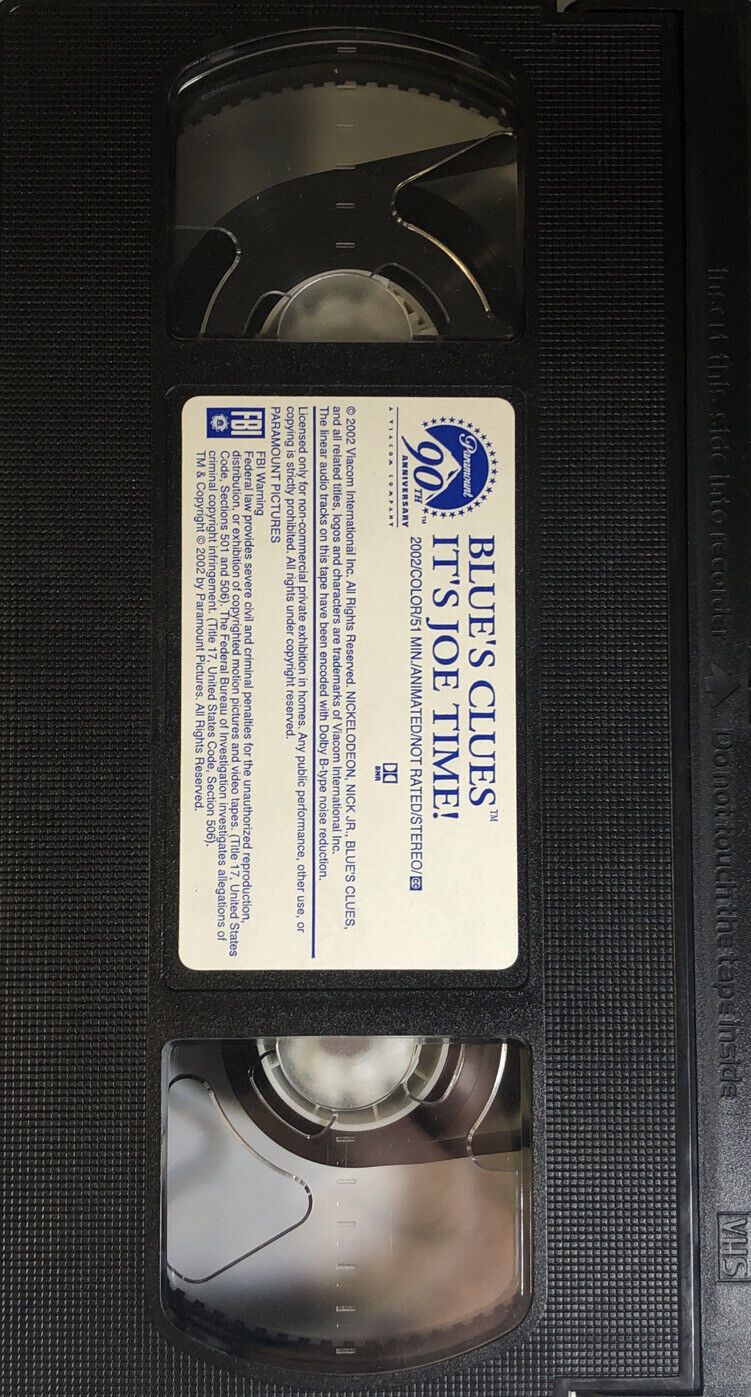 Insert this side into recorder △ Do not touch the tape inside
VHS
Paramount
90TH
ANNIVERSARY™
A VIACOM COMPANY
BLUE'S CLUES™
IT'S JOE TIME!
2002/COLOR/51 MIN./ANIMATED/NOT RATED/STEREO/CC
BNR
© 2002 Viacom International Inc. All Rights Reserved. NICKELODEON, NICK JR., BLUE'S CLUES,
and all related titles, logos and characters are trademarks of Viacom International Inc.
The linear audio tracks on this tape have been encoded with Dolby B-type noise reduction.
Licensed only for non-commercial private exhibition in homes. Any public performance, other use, or
copying is strictly prohibited. All rights under copyright reserved.
PARAMOUNT PICTURES
FBI
FBI Warning
Federal law provides severe civil and criminal penalties for the unauthorized reproduction,
distribution, or exhibition of copyrighted motion pictures and video tapes. (Title 17, United States
Code, Sections 501 and 506). The Federal Bureau of Investigation investigates allegations of
criminal copyright infringement. (Title 17, United States Code, Section 506).
TM & Copyright © 2002 by Paramount Pictures. All Rights Reserved.